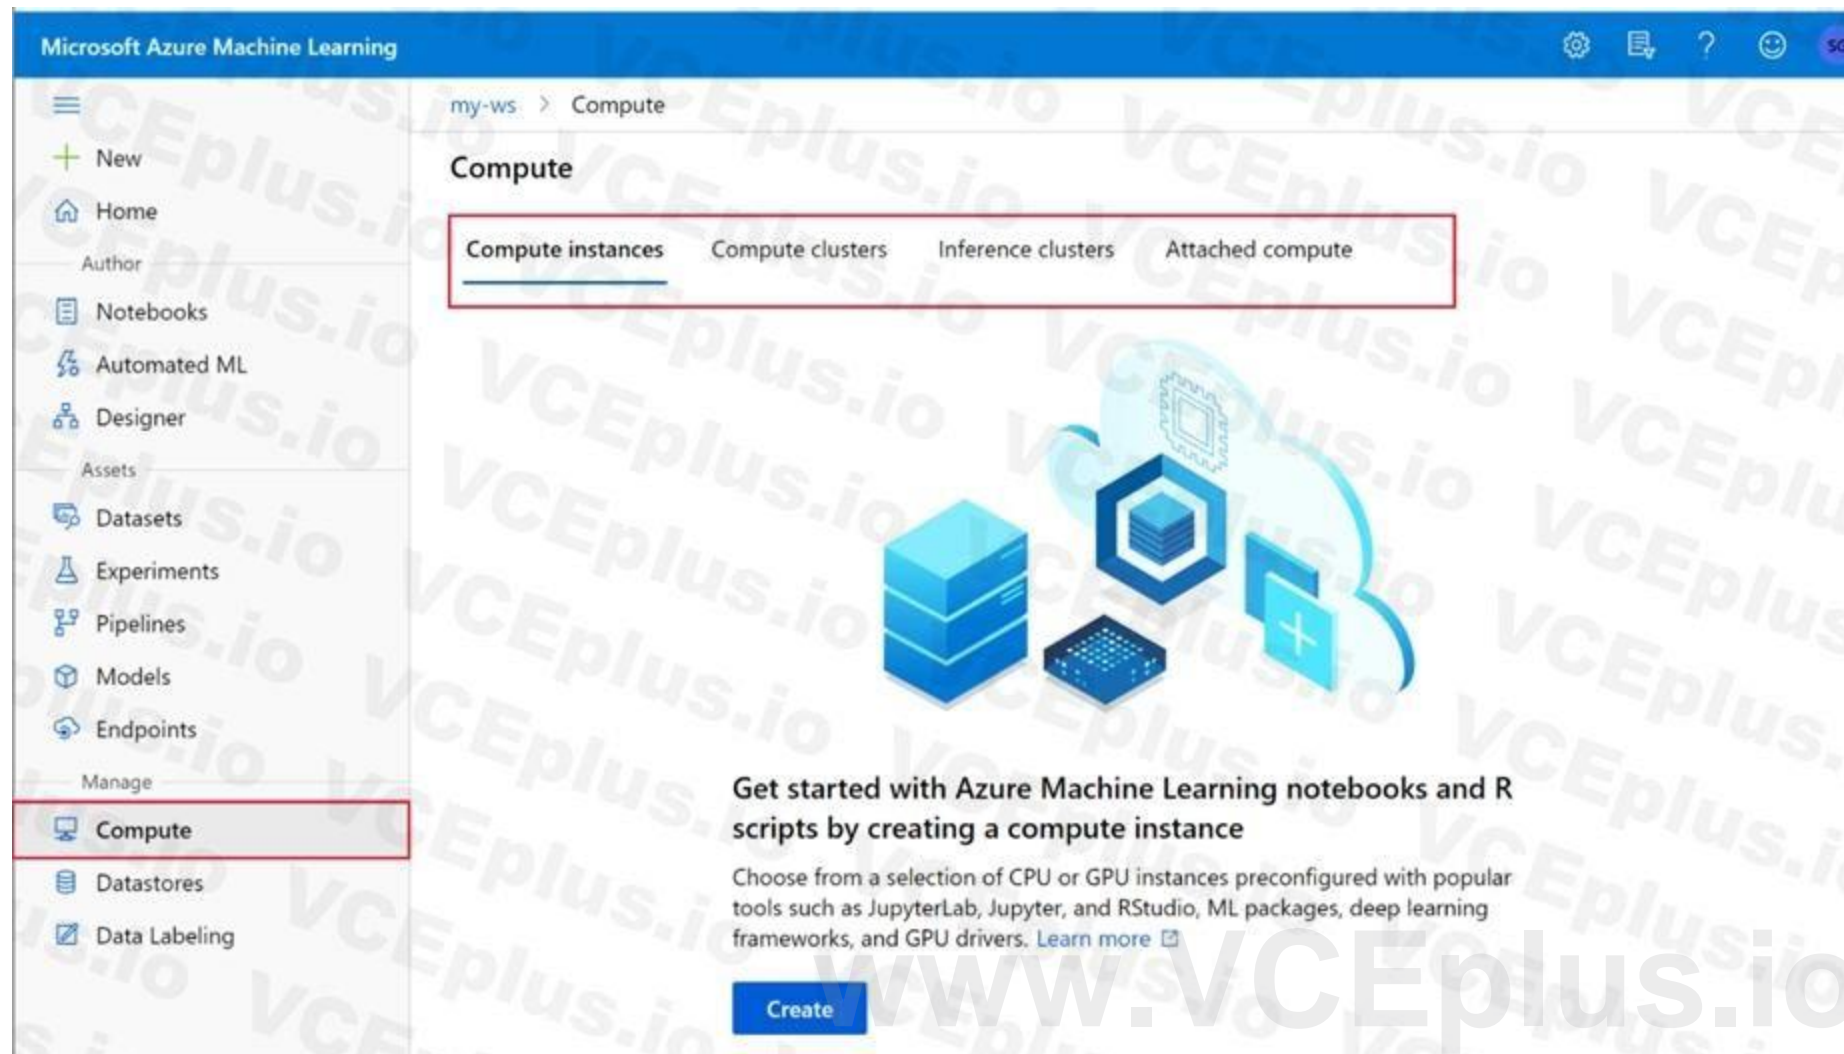 Microsoft Azure Machine Learning
my-ws > Compute
New
Home
Author
Notebooks
Automated ML
Designer
Assets
Datasets
Experiments
Pipelines
Models
Endpoints
Manage
Compute
Datastores
Data Labeling
Compute
Compute instances Compute clusters Inference clusters Attached compute
Get started with Azure Machine Learning notebooks and R
scripts by creating a compute instance
Choose from a selection of CPU or GPU instances preconfigured with popular
tools such as JupyterLab, Jupyter, and RStudio, ML packages, deep learning
frameworks, and GPU drivers. Learn more
Create
www.VCEplus.io